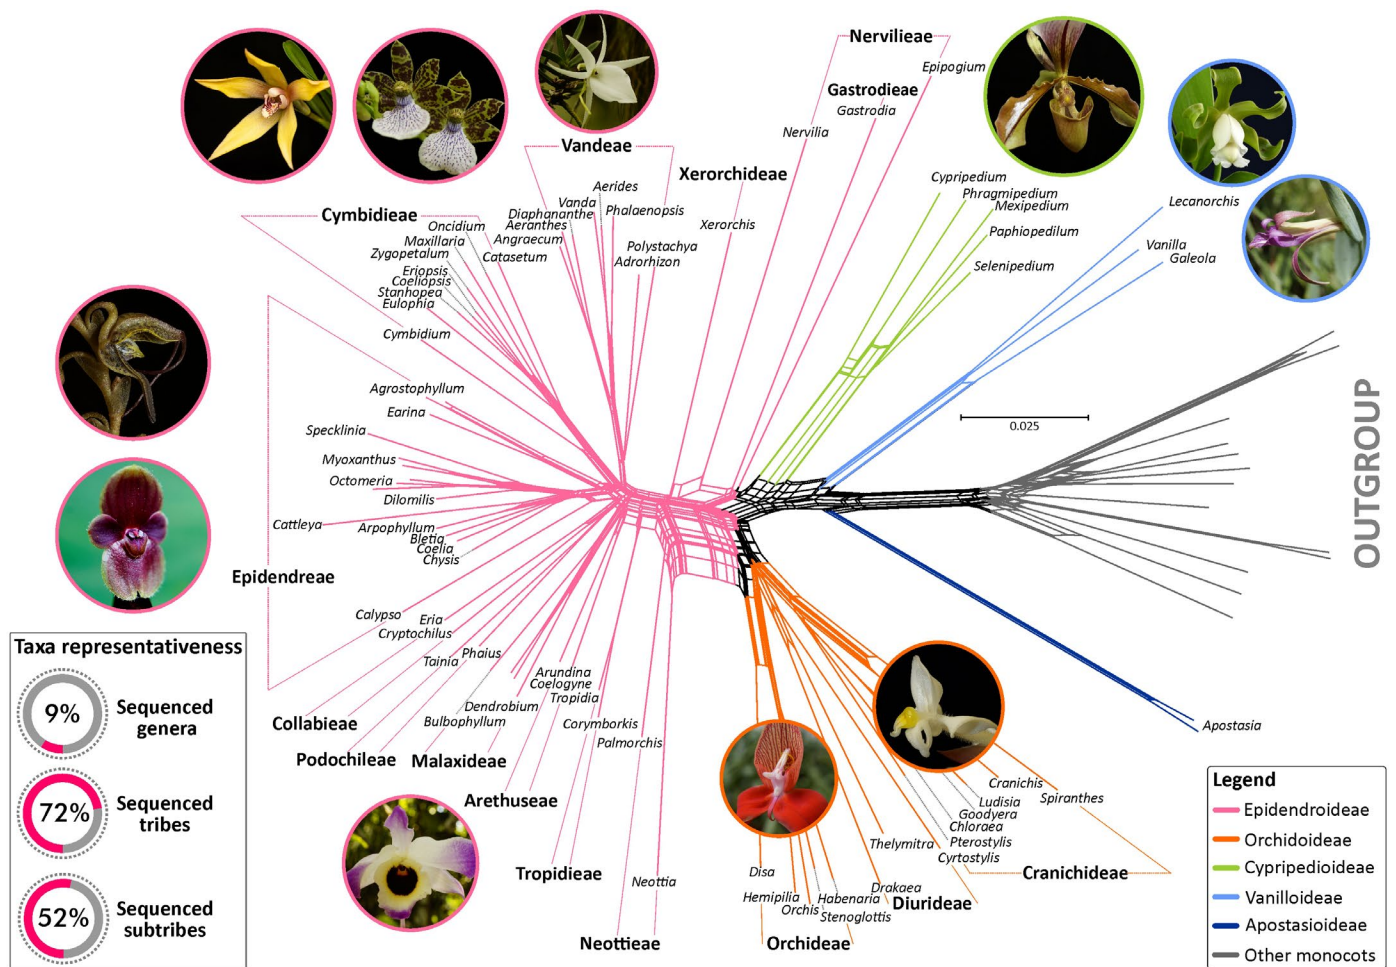 Nervilieae
Epipogium
Gastrodieae
Gastrodia
Nervilia
Vandeae
Xerorchideae
Aerides
Vanda
Phalaenopsis
Diaphananthe
Aeranthes
Angraecum
Xerorchis
Polystachya
Adrorhizon
Cypripedium
Phragmipedium
Mexipedium
Paphiopedilum
Selenipedium
Lecanorchis
Vanilla
Galeola
Cymbidieae
Oncidium
Maxillaria
Zygopetalum
Catasetum
Eriopsis
Coeliopsis
Stanhopea
Eulophia
Cymbidium
Agrostophyllum
Earina
Specklinia
Myoxanthus
Octomeria
Dilomilis
Cattleya
Arpophyllum
Bletia
Coelia
Chysis
Epidendreae
0.025
OUTGROUP
Calypso
Eria
Cryptochilus
Tainia
Phaius
Arundina
Coelogyne
Tropidia
Dendrobium
Bulbophyllum
Corymborkis
Palmorchis
Collabieae
Podochileae
Malaxideae
Arethuseae
Tropidieae
Neottia
Neottieae
Apostasia
Cranichis
Spiranthes
Ludisia
Goodyera
Chloraea
Pterostylis
Cyrtostylis
Thelymitra
Cranichideae
Disa
Drakaea
Hemipilia
Habenaria
Orchis
Stenoglottis
Diurideae
Orchideae
Taxa representativeness
9%
Sequenced
genera
72%
Sequenced
tribes
52%
Sequenced
subtribes
Legend
Epidendroideae
Orchidoideae
Cypripedioideae
Vanilloideae
Apostasioideae
Other monocots